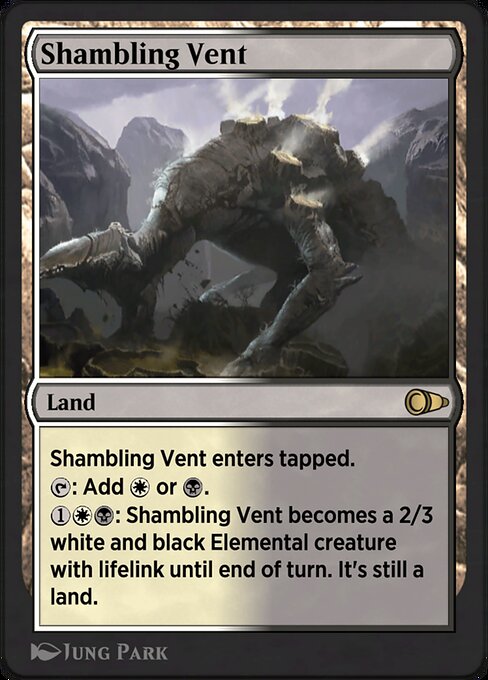 Shambling Vent
Land
Shambling Vent enters tapped.
: Add or .
1 : Shambling Vent becomes a 2/3
white and black Elemental creature
with lifelink until end of turn. It's still a
land.
Jung Park